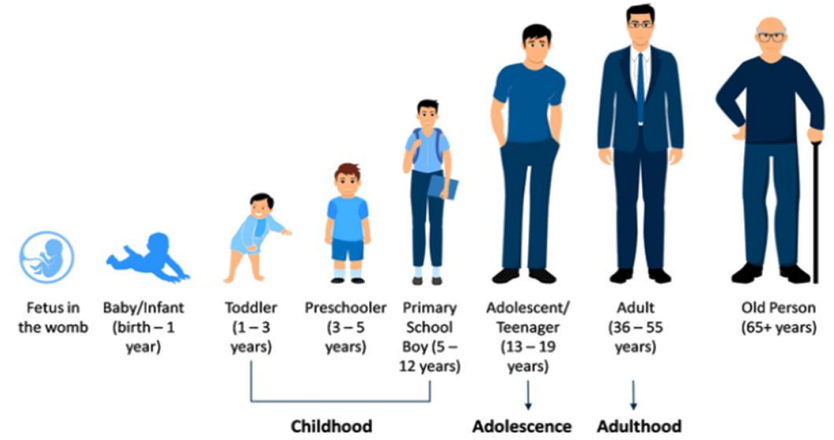 Fetus in
the womb
Baby/Infant
(birth – 1
year)
Toddler
(1 – 3
years)
Preschooler
(3 – 5
years)
Primary
School
Boy (5 –
12 years)
Adolescent/
Teenager
(13 – 19
years)
Adult
(36 – 55
years)
Old Person
(65+ years)
Childhood
Adolescence
Adulthood